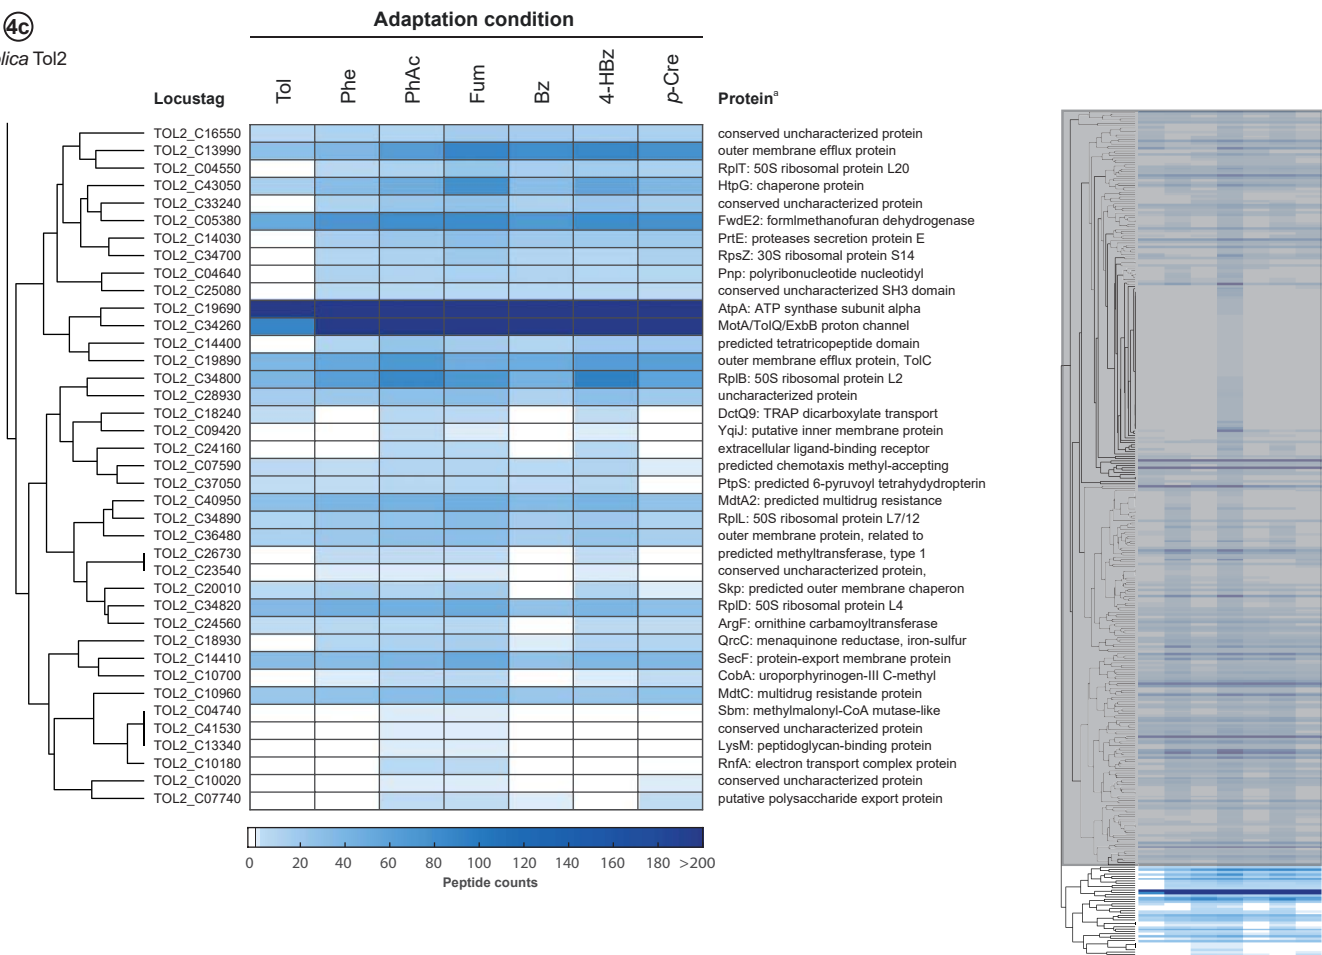 4c
Adaptation condition
lica Tol2
Locustag Tol Phe PhAc Fum Bz 4-HBz p-Cre Proteinᵃ
TOL2_C16550 conserved uncharacterized protein
TOL2_C13990 outer membrane efflux protein
TOL2_C04550 RplT: 50S ribosomal protein L20
TOL2_C43050 HtpG: chaperone protein
TOL2_C33240 conserved uncharacterized protein
TOL2_C05380 FwdE2: formlmethanofuran dehydrogenase
TOL2_C14030 PrtE: proteases secretion protein E
TOL2_C34700 RpsZ: 30S ribosomal protein S14
TOL2_C04640 Pnp: polyribonucleotide nucleotidyl
TOL2_C25080 conserved uncharacterized SH3 domain
TOL2_C19690 AtpA: ATP synthase subunit alpha
TOL2_C34260 MotA/TolQ/ExbB proton channel
TOL2_C14400 predicted tetratricopeptide domain
TOL2_C19890 outer membrane efflux protein, TolC
TOL2_C34800 RplB: 50S ribosomal protein L2
TOL2_C28930 uncharacterized protein
TOL2_C18240 DctQ9: TRAP dicarboxylate transport
TOL2_C09420 YqiJ: putative inner membrane protein
TOL2_C24160 extracellular ligand-binding receptor
TOL2_C07590 predicted chemotaxis methyl-accepting
TOL2_C37050 PtpS: predicted 6-pyruvoyl tetrahydydropterin
TOL2_C40950 MdtA2: predicted multidrug resistance
TOL2_C34890 RplL: 50S ribosomal protein L7/12
TOL2_C36480 outer membrane protein, related to
TOL2_C26730 predicted methyltransferase, type 1
TOL2_C23540 conserved uncharacterized protein,
TOL2_C20010 Skp: predicted outer membrane chaperon
TOL2_C34820 RplD: 50S ribosomal protein L4
TOL2_C24560 ArgF: ornithine carbamoyltransferase
TOL2_C18930 QrcC: menaquinone reductase, iron-sulfur
TOL2_C14410 SecF: protein-export membrane protein
TOL2_C10700 CobA: uroporphyrinogen-III C-methyl
TOL2_C10960 MdtC: multidrug resistande protein
TOL2_C04740 Sbm: methylmalonyl-CoA mutase-like
TOL2_C41530 conserved uncharacterized protein
TOL2_C13340 LysM: peptidoglycan-binding protein
TOL2_C10180 RnfA: electron transport complex protein
TOL2_C10020 conserved uncharacterized protein
TOL2_C07740 putative polysaccharide export protein
0 20 40 60 80 100 120 140 160 180 >200
Peptide counts